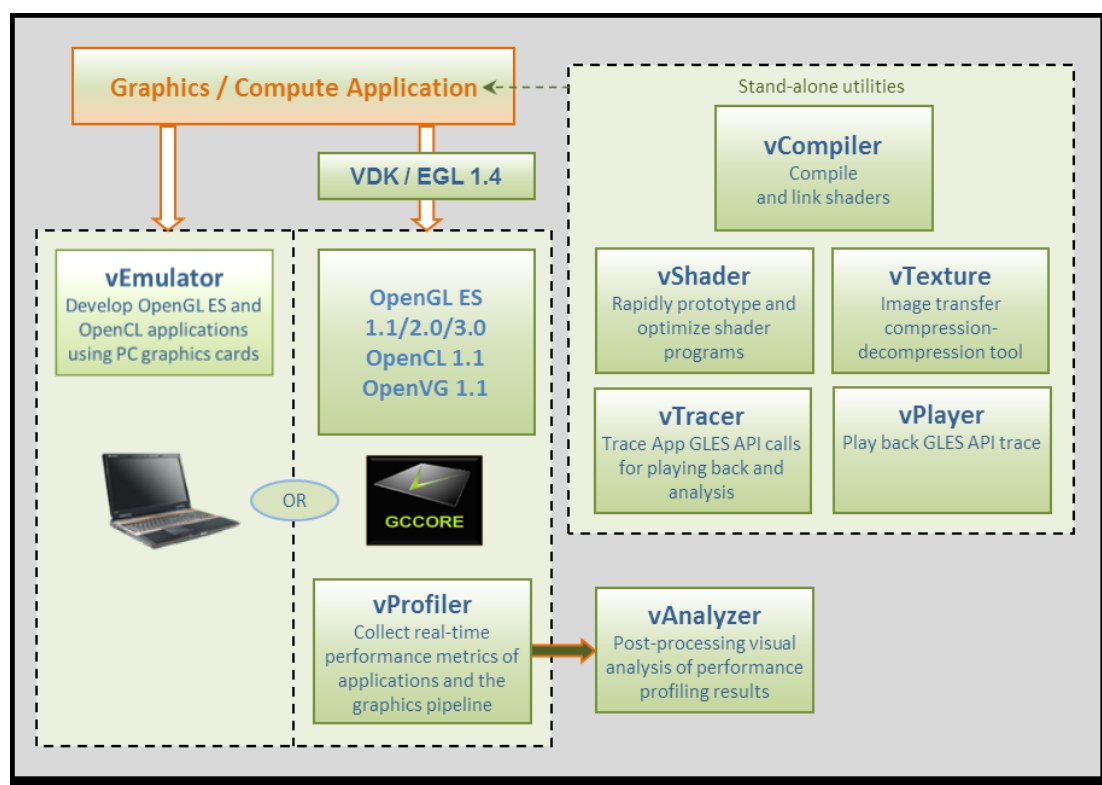 Graphics / Compute Application
Stand-alone utilities
vCompiler
Compile
and link shaders
VDK / EGL 1.4
vEmulator
Develop OpenGL ES and
OpenCL applications
using PC graphics cards
OpenGL ES
1.1/2.0/3.0
OpenCL 1.1
OpenVG 1.1
vShader
Rapidly prototype and
optimize shader
programs
vTexture
Image transfer
compression-
decompression tool
vTracer
Trace App GLES API calls
for playing back and
analysis
vPlayer
Play back GLES API trace
OR
GCCORE
vProfiler
Collect real-time
performance metrics of
applications and the
graphics pipeline
vAnalyzer
Post-processing visual
analysis of performance
profiling results